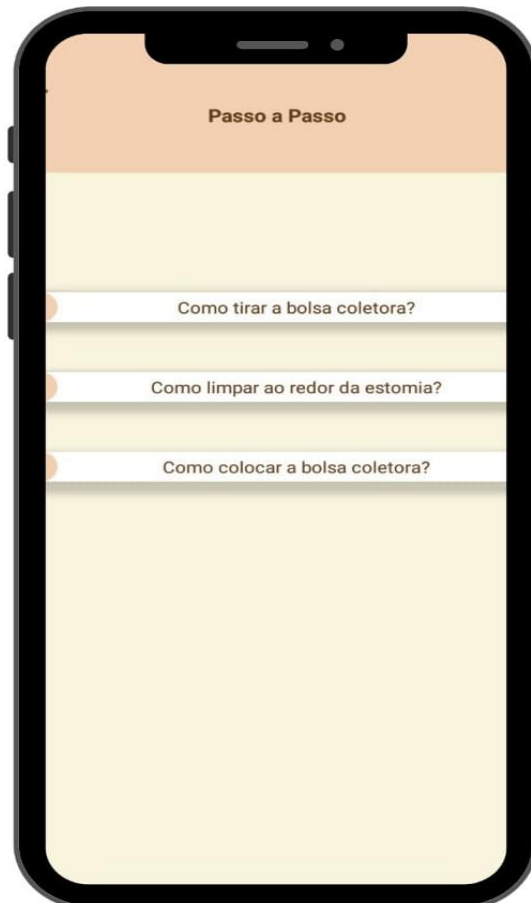 Passo a Passo
Como tirar a bolsa coletora?
Como limpar ao redor da estomia?
Como colocar a bolsa coletora?